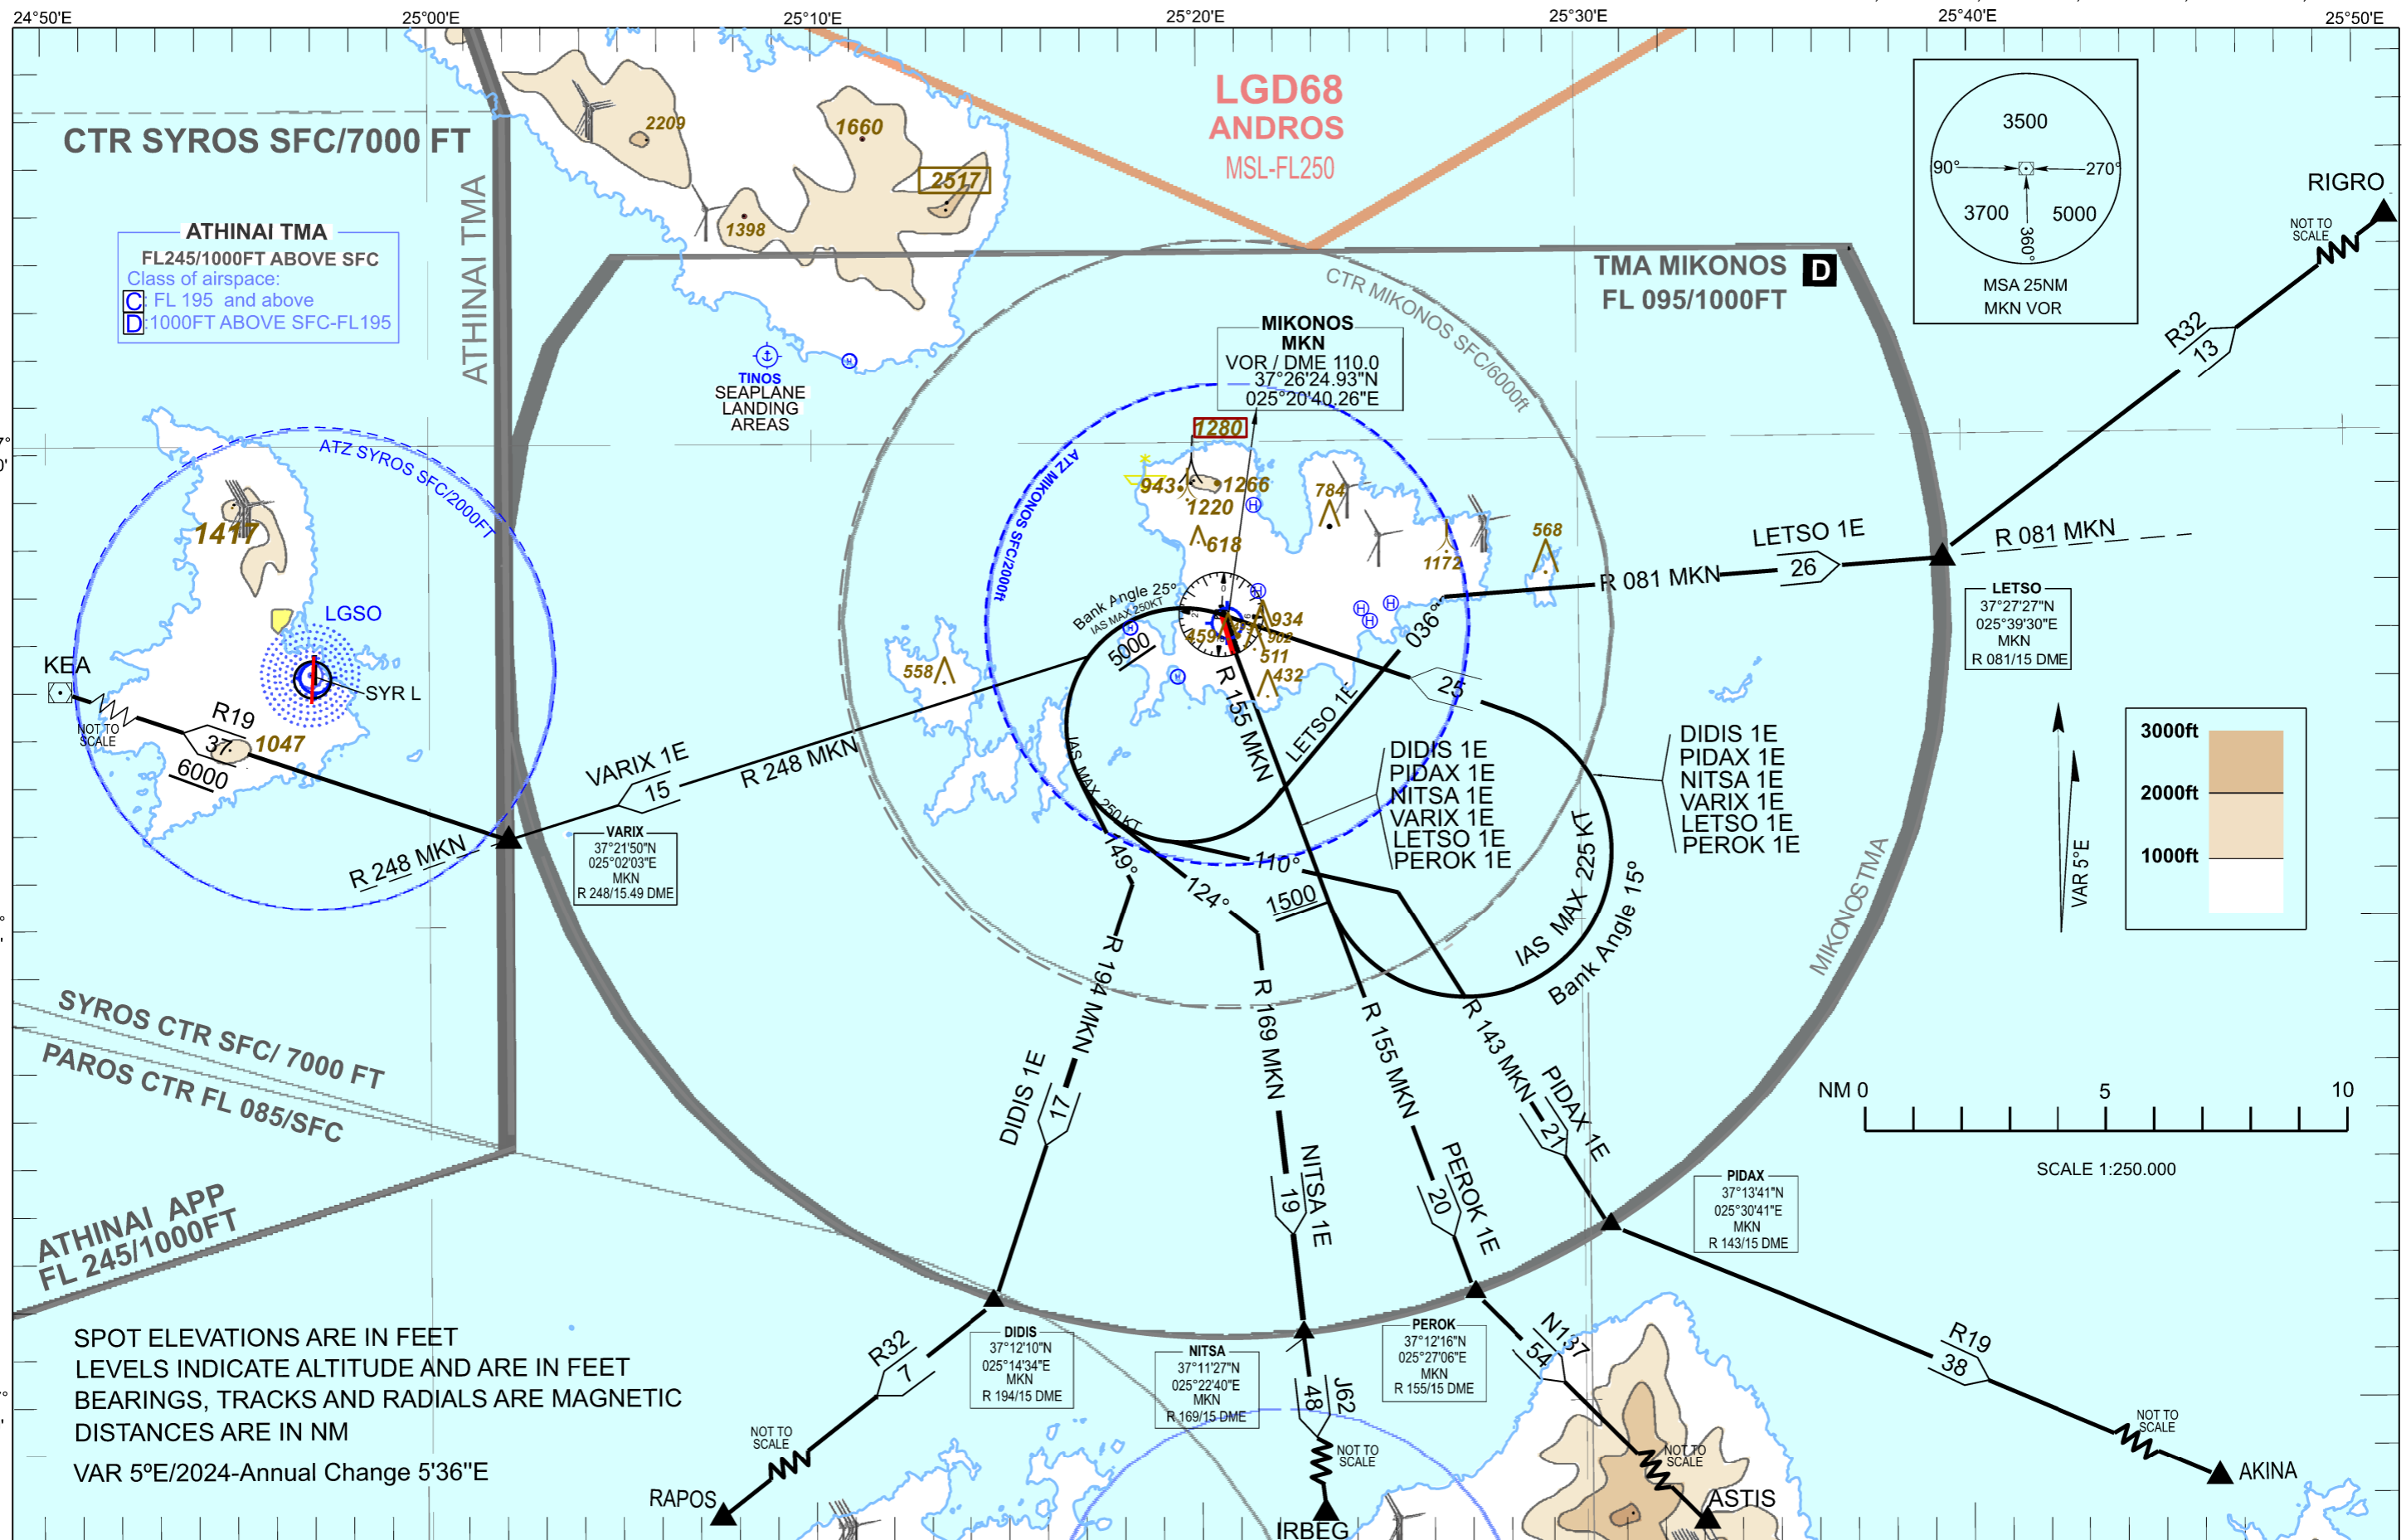 24°50'E
25°00'E
25°10'E
25°20'E
25°30'E
25°40'E
25°50'E
CTR SYROS SFC/7000 FT
ATHINAI TMA
ATHINAI TMA
FL245/1000FT ABOVE SFC
Class of airspace:
C: FL 195 and above
D:1000FT ABOVE SFC-FL195
2209
1660
2517
1398
LGD68
ANDROS
MSL-FL250
TMA MIKONOS
FL 095/1000FT
D
CTR MIKONOS SFC/6000ft
3500
90°
270°
3700
5000
360°
MSA 25NM
MKN VOR
RIGRO
NOT TO
SCALE
R32
13
TINOS
SEAPLANE
LANDING
AREAS
MIKONOS
MKN
VOR / DME 110.0
37°26'24.93"N
025°20'40.26"E
ATZ SYROS SFC/2000FT
ATZ MIKONOS SFC/2000ft
1280
943
1266
1220
618
784
1172
568
934
459
902
511
432
558
1417
LGSO
SYR L
KEA
NOT TO
SCALE
R19
37
6000
1047
H
H
H
H
H
H
H
H
LETSO 1E
26
R 081 MKN
R 081 MKN
LETSO
37°27'27"N
025°39'30"E
MKN
R 081/15 DME
Bank Angle 25°
IAS MAX 250KT
5000
036°
25
R 155 MKN
LETSO 1E
IAS MAX 250 KT
VARIX 1E
15
R 248 MKN
R 248 MKN
VARIX
37°21'50"N
025°02'03"E
MKN
R 248/15.49 DME
DIDIS 1E
PIDAX 1E
NITSA 1E
VARIX 1E
LETSO 1E
PEROK 1E
DIDIS 1E
PIDAX 1E
NITSA 1E
VARIX 1E
LETSO 1E
PEROK 1E
149°
124°
110°
1500
IAS MAX 225 KT
Bank Angle 15º
MIKONOS TMA
VAR 5°E
3000ft
2000ft
1000ft
NM 0
5
10
SCALE 1:250.000
SYROS CTR SFC/ 7000 FT
PAROS CTR FL 085/SFC
ATHINAI APP
FL 245/1000FT
R 194 MKN
DIDIS 1E
17
R 169 MKN
NITSA 1E
19
R 155 MKN
PEROK 1E
20
R 143 MKN
PIDAX 1E
21
PIDAX
37°13'41"N
025°30'41"E
MKN
R 143/15 DME
DIDIS
37°12'10"N
025°14'34"E
MKN
R 194/15 DME
NITSA
37°11'27"N
025°22'40"E
MKN
R 169/15 DME
PEROK
37°12'16"N
025°27'06"E
MKN
R 155/15 DME
R32
7
NOT TO
SCALE
RAPOS
J62
48
NOT TO
SCALE
IRBEG
N137
54
NOT TO
SCALE
ASTIS
R19
38
NOT TO
SCALE
AKINA
SPOT ELEVATIONS ARE IN FEET
LEVELS INDICATE ALTITUDE AND ARE IN FEET
BEARINGS, TRACKS AND RADIALS ARE MAGNETIC
DISTANCES ARE IN NM
VAR 5ºE/2024-Annual Change 5'36"E